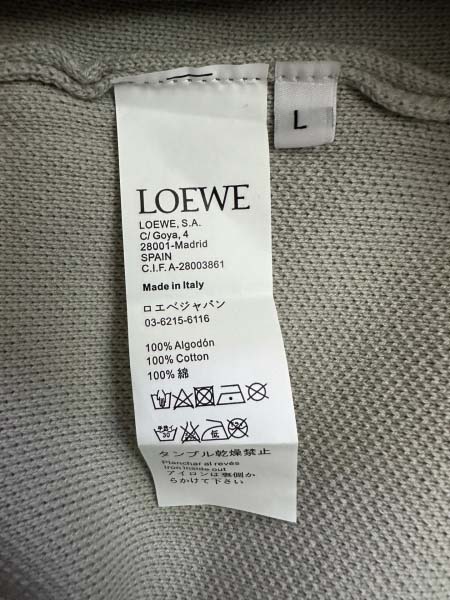 L
LOEWE
LOEWE, S.A.
C/ Goya, 4
28001-Madrid
SPAIN
C.I.F. A-28003861
Made in Italy
ロエベジャパン
03-6215-6116
100% Algodón
100% Cotton
100% 綿
低
タンブル乾燥禁止
Planchar al revés
Iron inside out
アイロンは裏側か
らかけて下さい